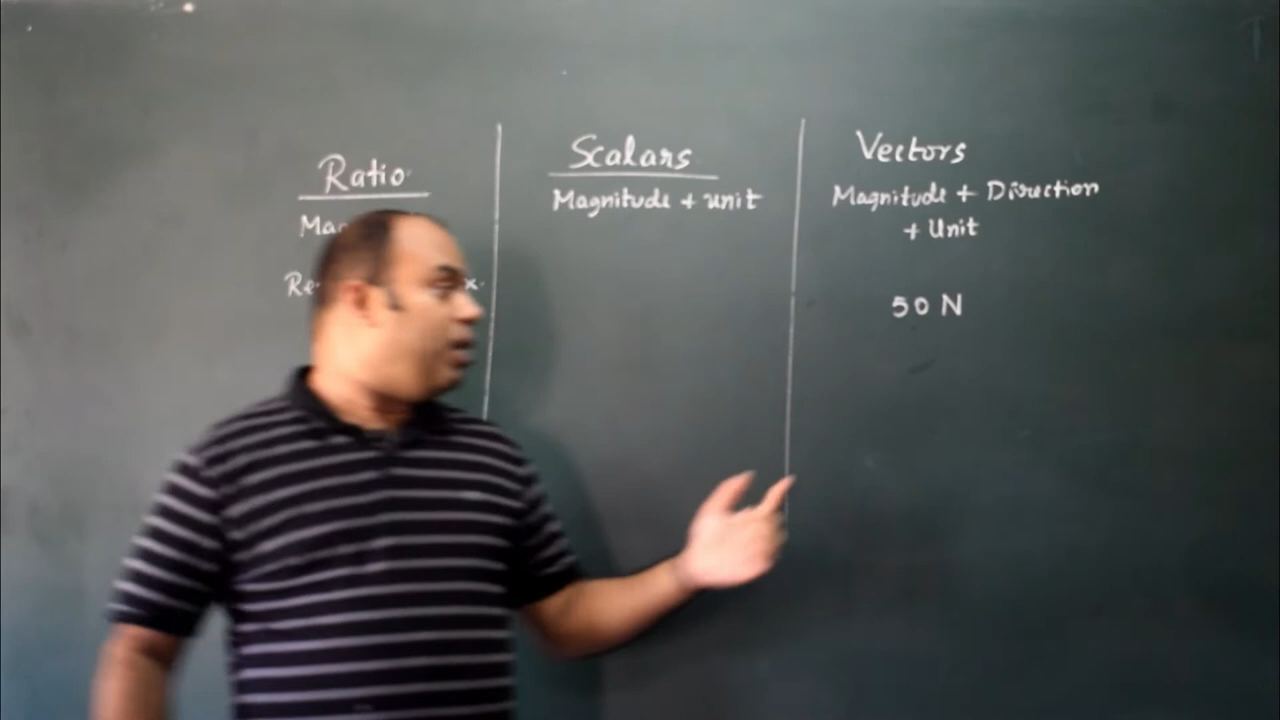 Ratio
Scalars
Magnitude + unit
Vectors
Magnitude + Direction
+ Unit
50 N